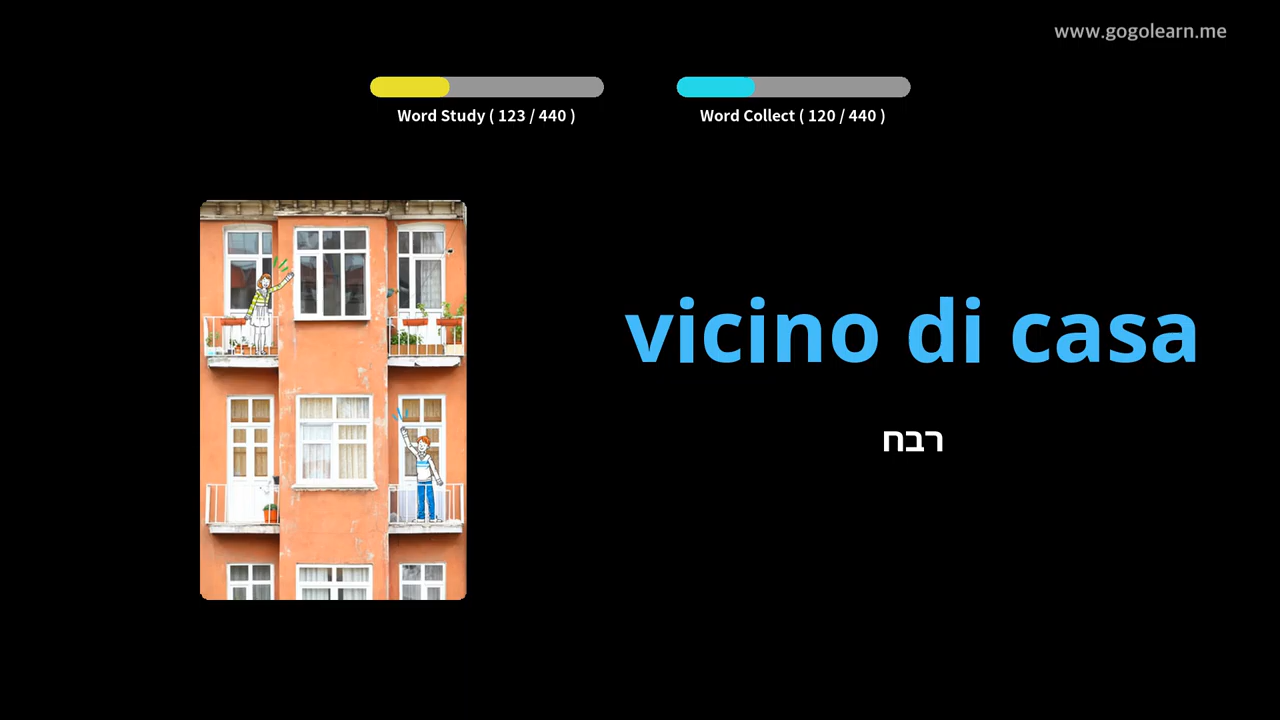 www.gogolearn.me
Word Study ( 123 / 440 )
Word Collect ( 120 / 440 )
vicino di casa
רבח